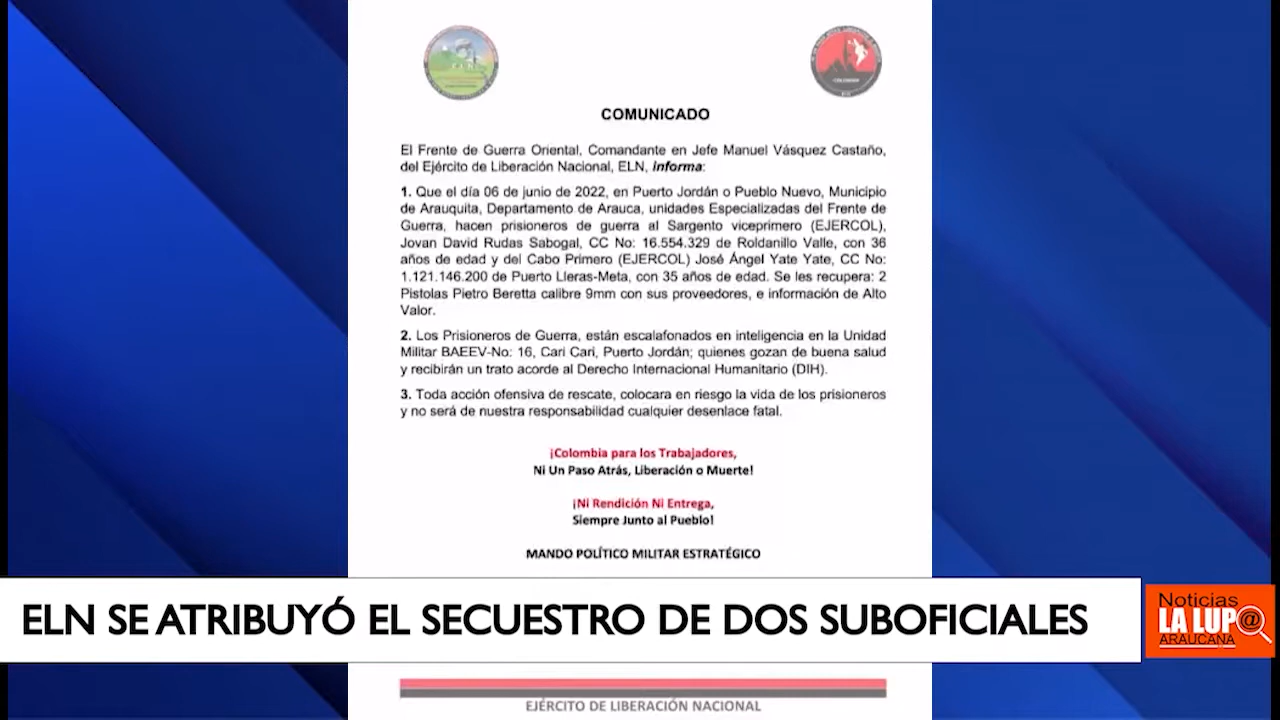 COMUNICADO
El Frente de Guerra Oriental, Comandante en Jefe Manuel Vásquez Castaño,
del Ejército de Liberación Nacional, ELN, informa:
1. Que el día 06 de junio de 2022, en Puerto Jordán o Pueblo Nuevo, Municipio
de Arauquita, Departamento de Arauca, unidades Especializadas del Frente de
Guerra, hacen prisioneros de guerra al Sargento viceprimero (EJERCOL),
Jovan David Rudas Sabogal, CC No: 16.554.329 de Roldanillo Valle, con 36
años de edad y del Cabo Primero (EJERCOL) José Ángel Yate Yate, CC No:
1.121.146.200 de Puerto Lleras-Meta, con 35 años de edad. Se les recupera: 2
Pistolas Pietro Beretta calibre 9mm con sus proveedores, e información de Alto
Valor.
2. Los Prisioneros de Guerra, están escalafonados en inteligencia en la Unidad
Militar BAEEV-No: 16, Cari Cari, Puerto Jordán; quienes gozan de buena salud
y recibirán un trato acorde al Derecho Internacional Humanitario (DIH).
3. Toda acción ofensiva de rescate, colocara en riesgo la vida de los prisioneros
y no será de nuestra responsabilidad cualquier desenlace fatal.
¡Colombia para los Trabajadores,
Ni Un Paso Atrás, Liberación o Muerte!
¡Ni Rendición Ni Entrega,
Siempre Junto al Pueblo!
MANDO POLÍTICO MILITAR ESTRATÉGICO
ELN SE ATRIBUYÓ EL SECUESTRO DE DOS SUBOFICIALES
Noticias
LA LUP@
ARAUCANA
EJÉRCITO DE LIBERACIÓN NACIONAL